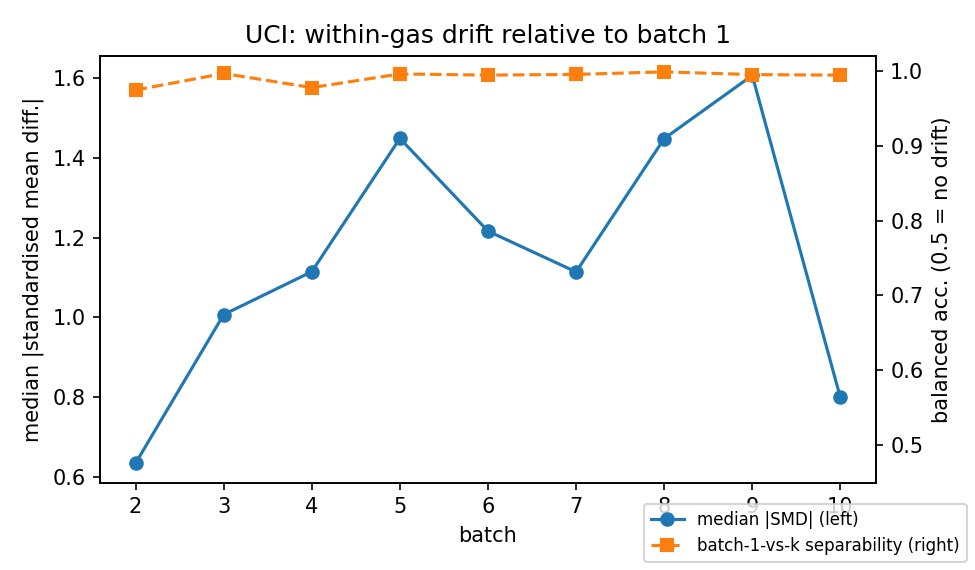 UCI: within-gas drift relative to batch 1
median |standardised mean diff.|
1.6
1.4
1.2
1.0
0.8
0.6
1.0
0.9
0.8
0.7
0.6
0.5
balanced acc. (0.5 = no drift)
2 3 4 5 6 7 8 9 10
batch
median |SMD| (left)
batch-1-vs-k separability (right)